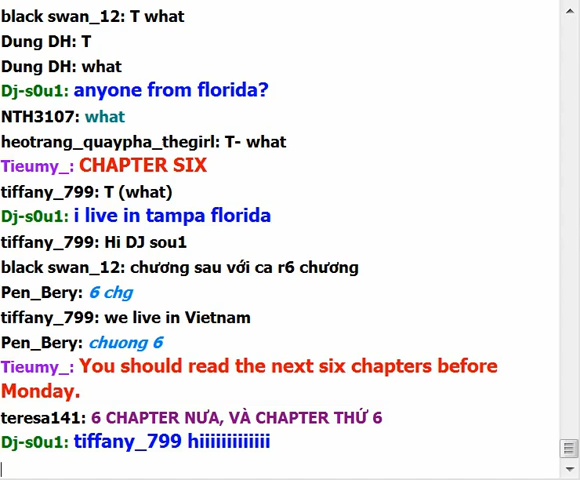 black swan_12: T what
Dung DH: T
Dung DH: what
Dj-s0u1: anyone from florida?
NTH3107: what
heotrang_quaypha_thegirl: T- what
Tieumy_: CHAPTER SIX
tiffany_799: T (what)
Dj-s0u1: i live in tampa florida
tiffany_799: Hi DJ sou1
black swan_12: chương sau với ca r6 chương
Pen_Bery: 6 chg
tiffany_799: we live in Vietnam
Pen_Bery: chuong 6
Tieumy_: You should read the next six chapters before
Monday.
teresa141: 6 CHAPTER NƯA, VÀ CHAPTER THỨ 6
Dj-s0u1: tiffany_799 hiiiiiiiiiiiii